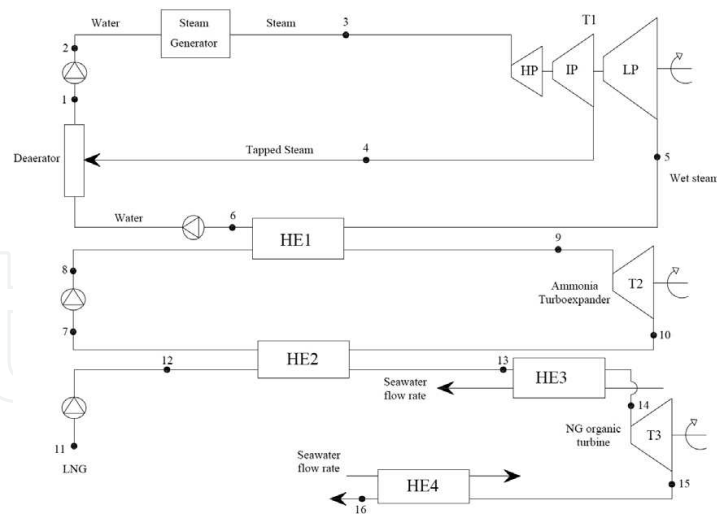 Water
Steam
Generator
Steam
3
T1
2
HP
IP
LP
1
Deaerator
Tapped Steam
4
5
Wet steam
Water
6
HE1
9
8
Ammonia
Turboexpander
T2
7
10
12
HE2
13
HE3
Seawater
flow rate
14
11
LNG
NG organic
turbine
T3
Seawater
flow rate
HE4
15
16